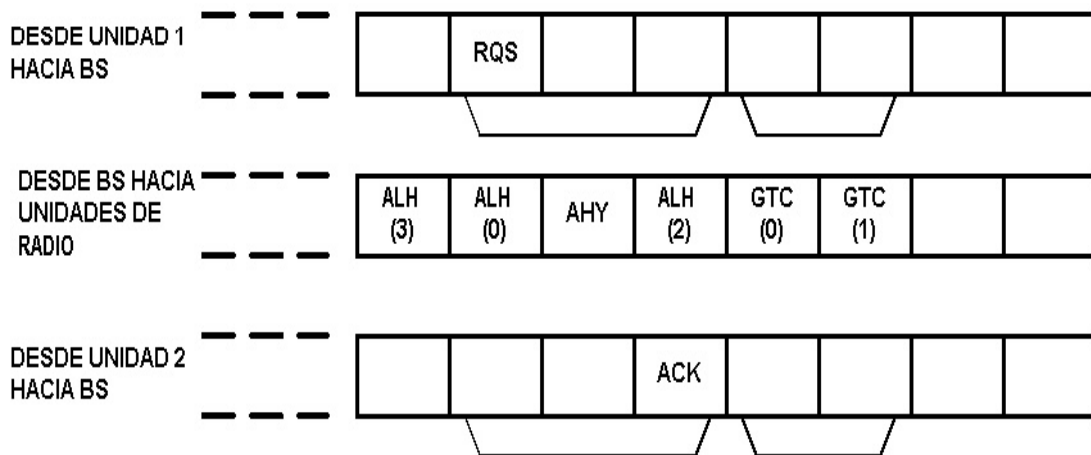 DESDE UNIDAD 1
HACIA BS
RQS
DESDE BS HACIA
UNIDADES DE
RADIO
ALH
(3)
ALH
(0)
AHY
ALH
(2)
GTC
(0)
GTC
(1)
DESDE UNIDAD 2
HACIA BS
ACK